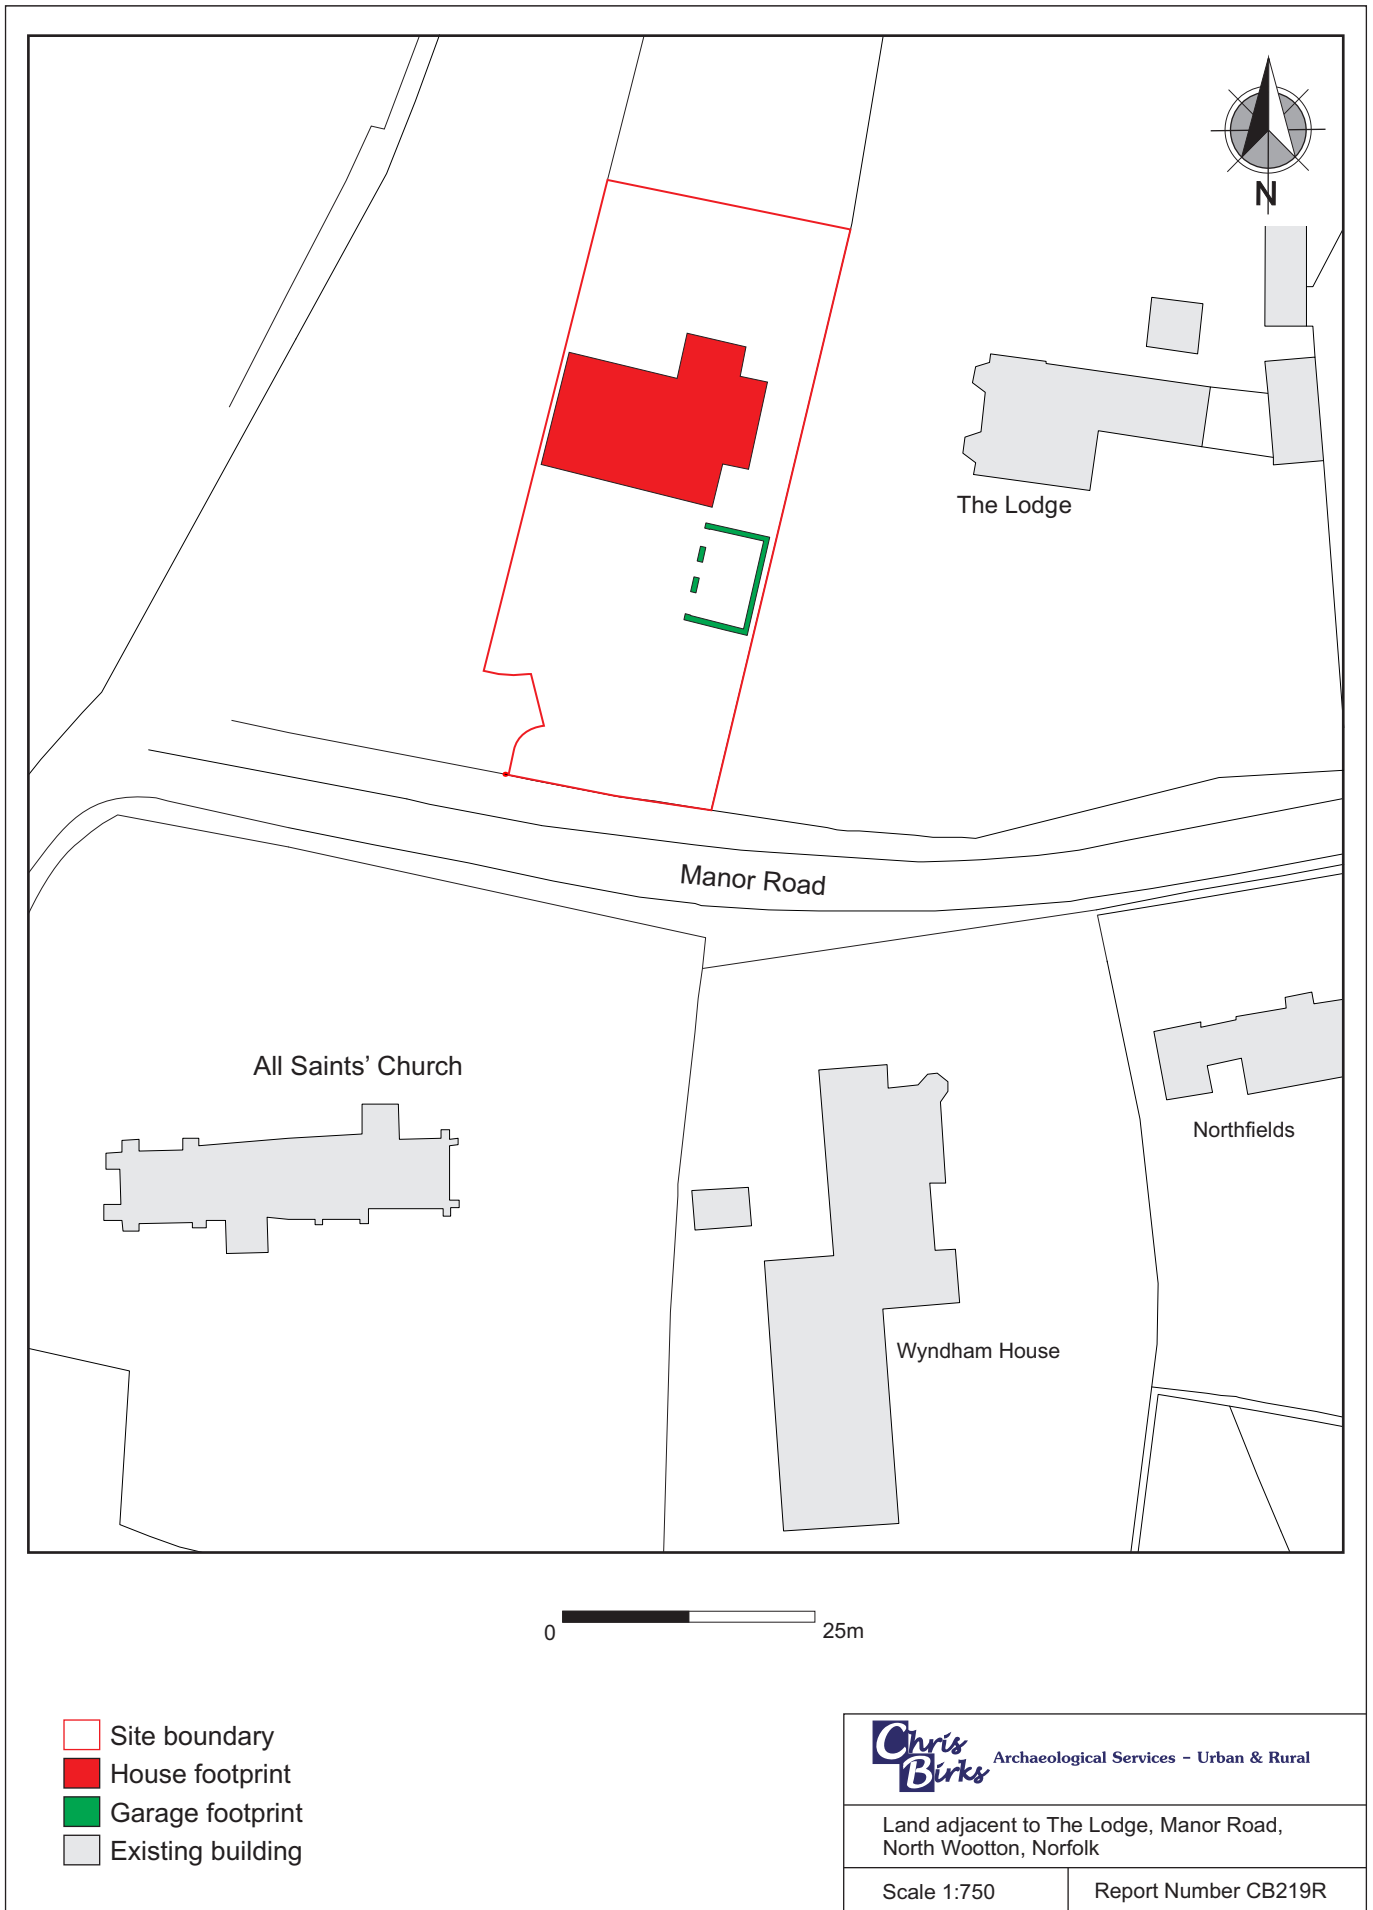 N
The Lodge
Manor Road
All Saints’ Church
Northfields
Wyndham House
0
25m
Site boundary
House footprint
Garage footprint
Existing building
Chris
Birks
Archaeological Services - Urban & Rural
Land adjacent to The Lodge, Manor Road,
North Wootton, Norfolk
Scale 1:750
Report Number CB219R